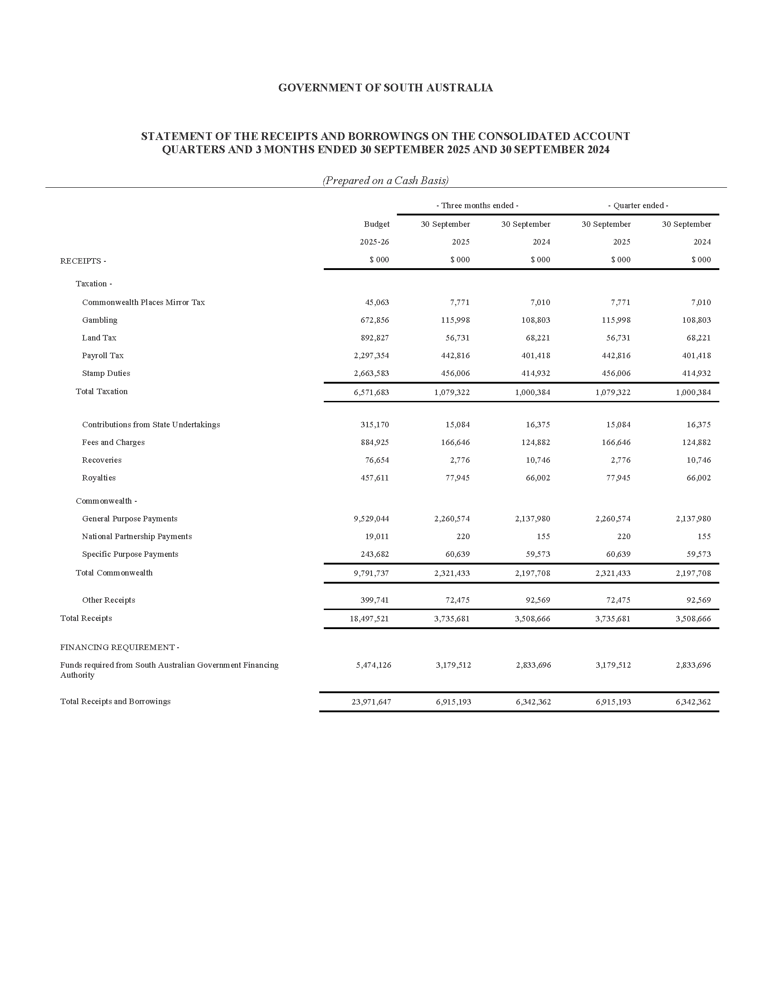 GOVERNMENT OF SOUTH AUSTRALIA
STATEMENT OF THE RECEIPTS AND BORROWINGS ON THE CONSOLIDATED ACCOUNT
QUARTERS AND 3 MONTHS ENDED 30 SEPTEMBER 2025 AND 30 SEPTEMBER 2024
(Prepared on a Cash Basis)
- Three months ended - - Quarter ended -
Budget 30 September 30 September 30 September 30 September
2025-26 2025 2024 2025 2024
RECEIPTS - $ 000 $ 000 $ 000 $ 000 $ 000
Taxation -
Commonwealth Places Mirror Tax 45,063 7,771 7,010 7,771 7,010
Gambling 672,856 115,998 108,803 115,998 108,803
Land Tax 892,827 56,731 68,221 56,731 68,221
Payroll Tax 2,297,354 442,816 401,418 442,816 401,418
Stamp Duties 2,663,583 456,006 414,932 456,006 414,932
Total Taxation 6,571,683 1,079,322 1,000,384 1,079,322 1,000,384
Contributions from State Undertakings 315,170 15,084 16,375 15,084 16,375
Fees and Charges 884,925 166,646 124,882 166,646 124,882
Recoveries 76,654 2,776 10,746 2,776 10,746
Royalties 457,611 77,945 66,002 77,945 66,002
Commonwealth -
General Purpose Payments 9,529,044 2,260,574 2,137,980 2,260,574 2,137,980
National Partnership Payments 19,011 220 155 220 155
Specific Purpose Payments 243,682 60,639 59,573 60,639 59,573
Total Commonwealth 9,791,737 2,321,433 2,197,708 2,321,433 2,197,708
Other Receipts 399,741 72,475 92,569 72,475 92,569
Total Receipts 18,497,521 3,735,681 3,508,666 3,735,681 3,508,666
FINANCING REQUIREMENT -
Funds required from South Australian Government Financing 5,474,126 3,179,512 2,833,696 3,179,512 2,833,696
Authority
Total Receipts and Borrowings 23,971,647 6,915,193 6,342,362 6,915,193 6,342,362